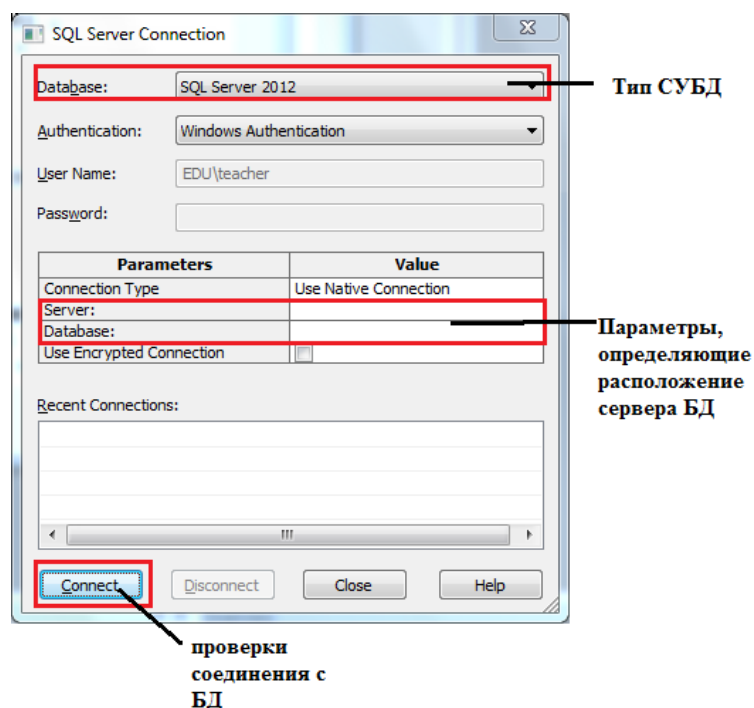 SQL Server Connection
Database: SQL Server 2012
Тип СУБД
Authentication: Windows Authentication
User Name: EDU\teacher
Password:
Parameters Value
Connection Type Use Native Connection
Server:
Database:
Use Encrypted Connection
Параметры,
определяющие
расположение
сервера БД
Recent Connections:
Connect Disconnect Close Help
проверки
соединения с
БД